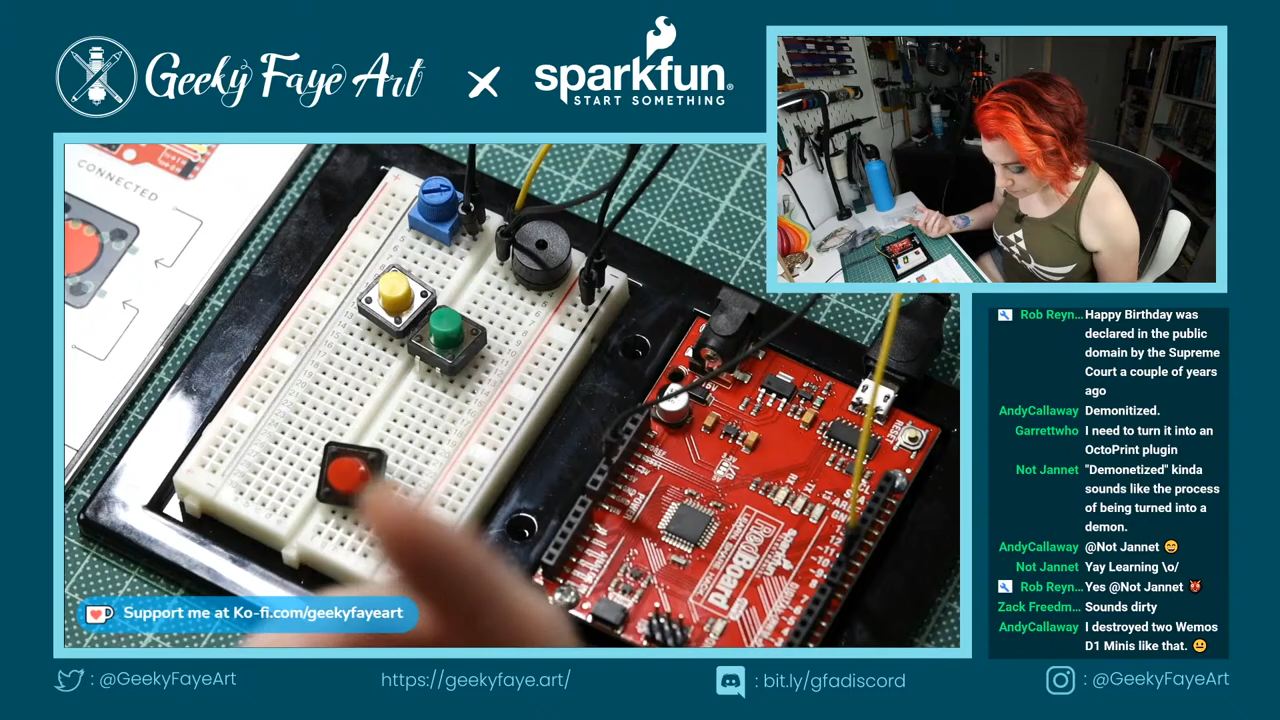 Geeky Faye Art
sparkfun
START SOMETHING
CONNECTED
RESET
POWER
RX
TX
RedBoard
Support me at Ko-fi.com/geekyfayeart
Rob Reyn... Happy Birthday was
declared in the public
domain by the Supreme
Court a couple of years
ago
AndyCallaway Demonitized.
Garrettwho I need to turn it into an
OctoPrint plugin
Not Jannet "Demonetized" kinda
sounds like the process
of being turned into a
demon.
AndyCallaway @Not Jannet 😄
Not Jannet Yay Learning \o/
Rob Reyn... Yes @Not Jannet 👹
Zack Freedm... Sounds dirty
AndyCallaway I destroyed two Wemos
D1 Minis like that. 😐
: @GeekyFayeArt
https://geekyfaye.art/
: bit.ly/gfadiscord
: @GeekyFayeArt